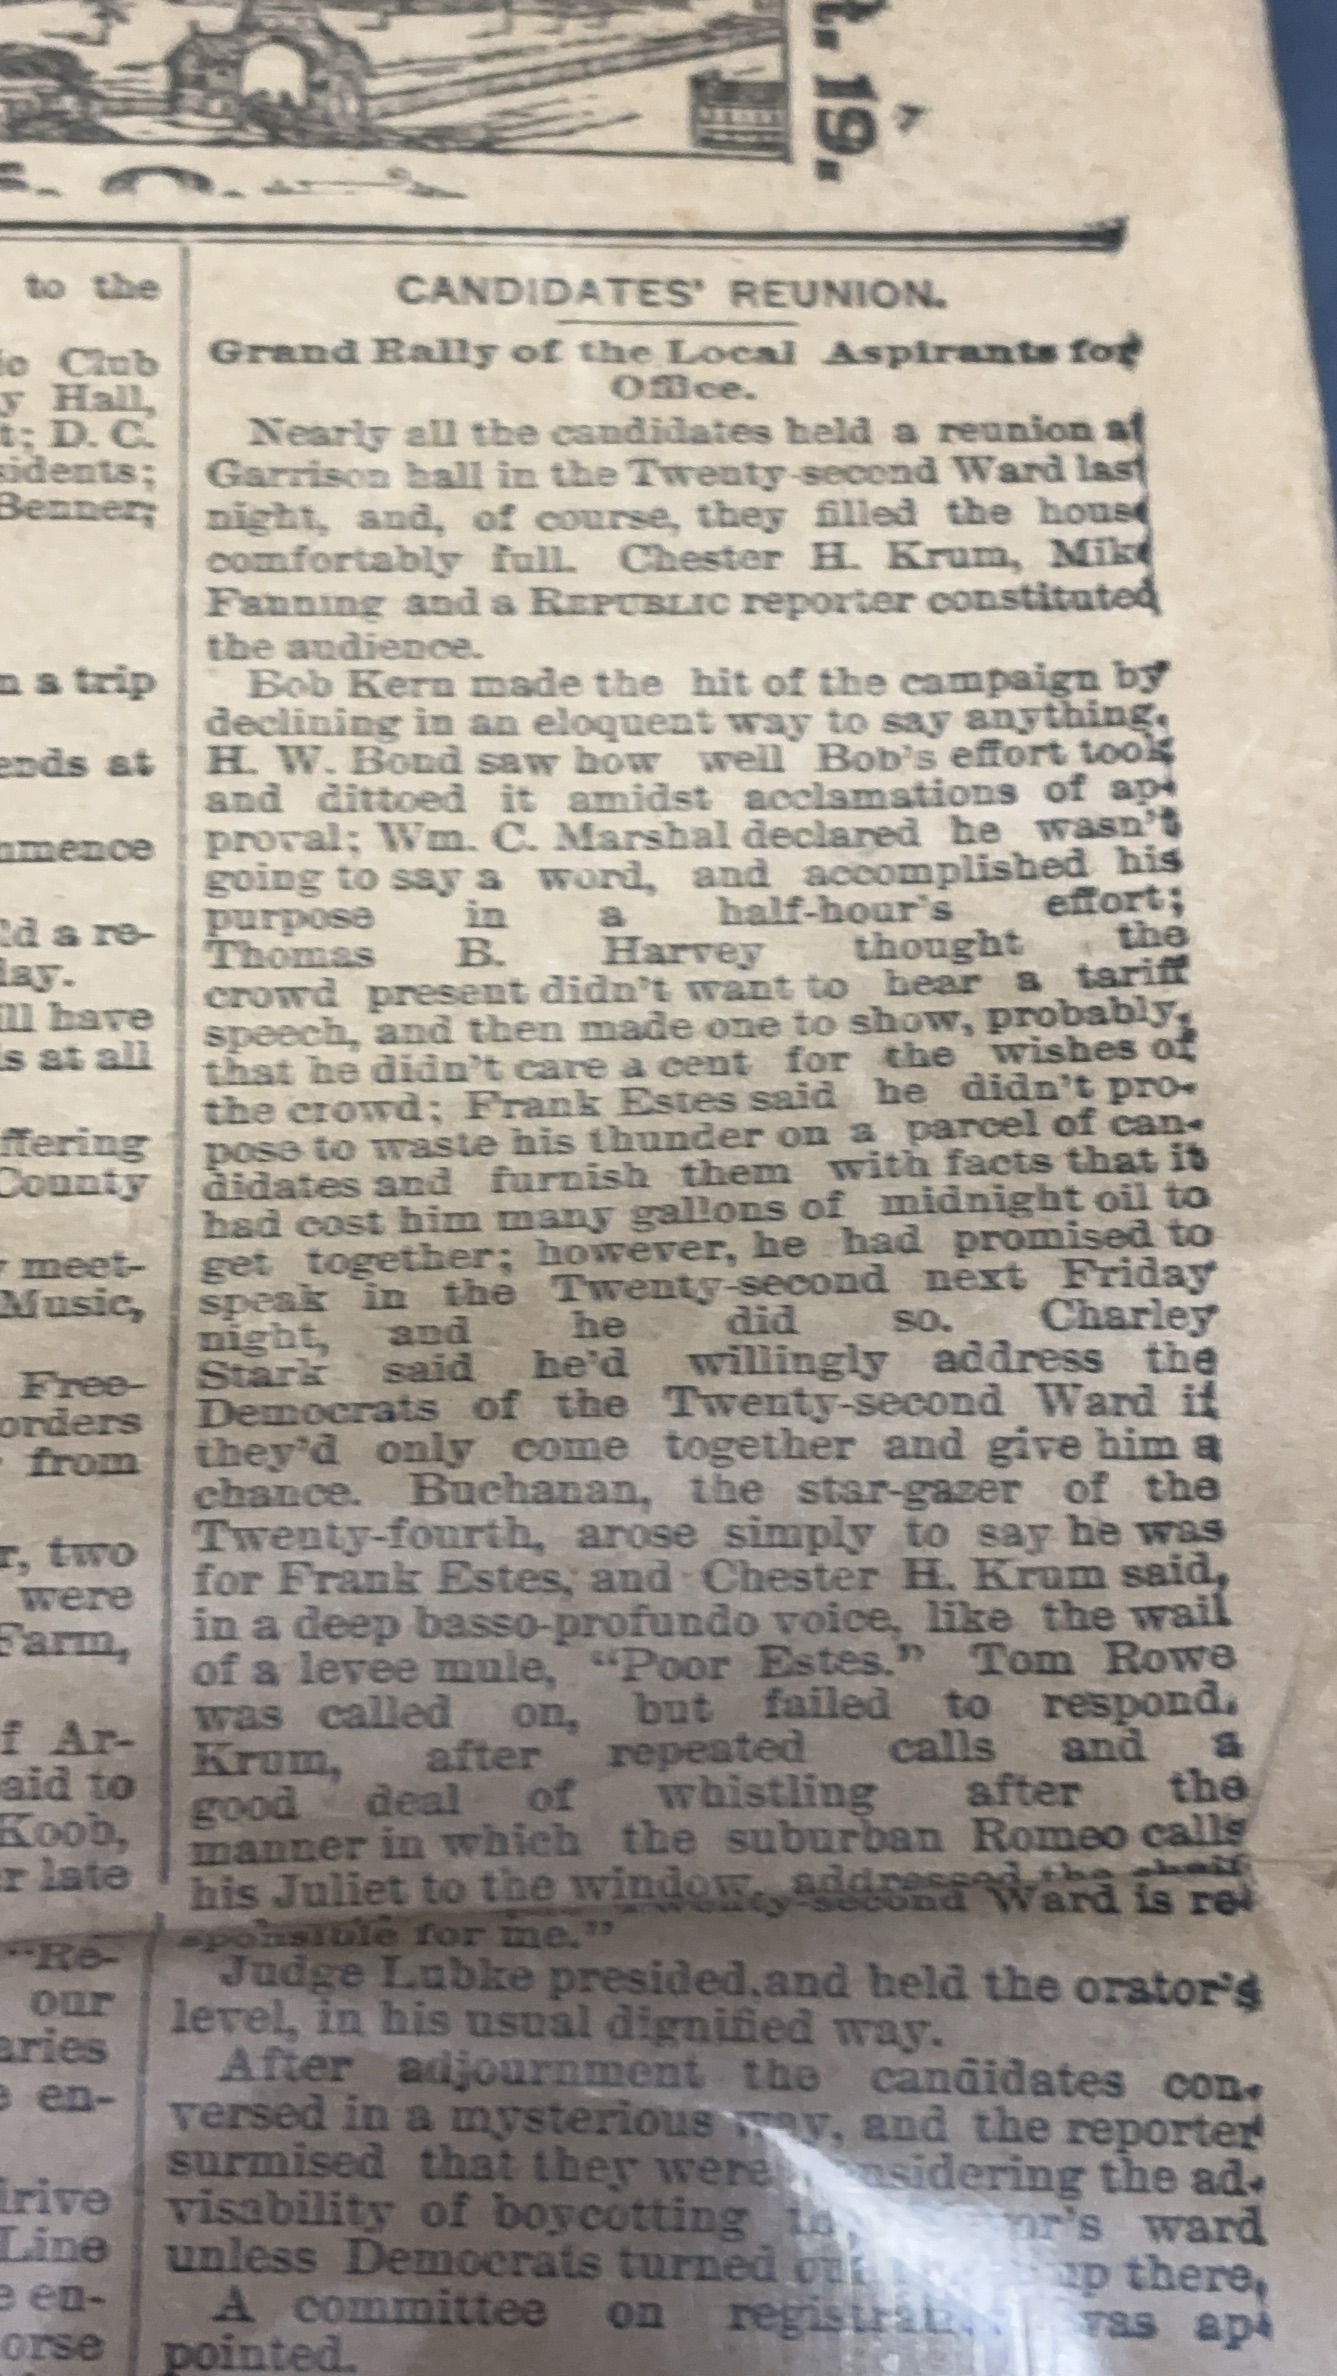 t. 19.
to the
Club
Hall,
D. C.
Benner;
a trip
at
a re-
have
at all
County
meet-
Music,
Free-
from
two
were
Farm,
Ar-
to
Koob,
late
"Re-
our
en-
Line
en-
CANDIDATES' REUNION.
Grand Rally of the Local Aspirants for
Office.
Nearly all the candidates held a reunion at
Garrison hall in the Twenty-second Ward last
night, and, of course, they filled the house
comfortably full. Chester H. Krum, Mike
Fanning and a REPUBLIC reporter constituted
the audience.
Bob Kern made the hit of the campaign by
declining in an eloquent way to say anything.
H. W. Bond saw how well Bob's effort took
and dittoed it amidst acclamations of ap-
proval; Wm. C. Marshal declared he wasn't
going to say a word, and accomplished his
purpose in a half-hour's effort;
Thomas B. Harvey thought the
crowd present didn't want to hear a tariff
speech, and then made one to show, probably,
that he didn't care a cent for the wishes of
the crowd; Frank Estes said he didn't pro-
pose to waste his thunder on a parcel of can-
didates and furnish them with facts that it
had cost him many gallons of midnight oil to
get together; however, he had promised to
speak in the Twenty-second next Friday
night, and he did so. Charley
Stark said he'd willingly address the
Democrats of the Twenty-second Ward if
they'd only come together and give him a
chance. Buchanan, the star-gazer of the
Twenty-fourth, arose simply to say he was
for Frank Estes, and Chester H. Krum said,
in a deep basso-profundo voice, like the wail
of a levee mule, "Poor Estes." Tom Rowe
was called on, but failed to respond.
Krum, after repeated calls and a
good deal of whistling after the
manner in which the suburban Romeo calls
his Juliet to the window, addressed the
Twenty-second Ward is re-
sponsible for me."
Judge Lubke presided, and held the orator's
level, in his usual dignified way.
After adjournment the candidates con-
versed in a mysterious way, and the reporter
surmised that they were considering the ad-
visability of boycotting ward
unless Democrats turned up there.
A committee on registration was ap-
pointed.